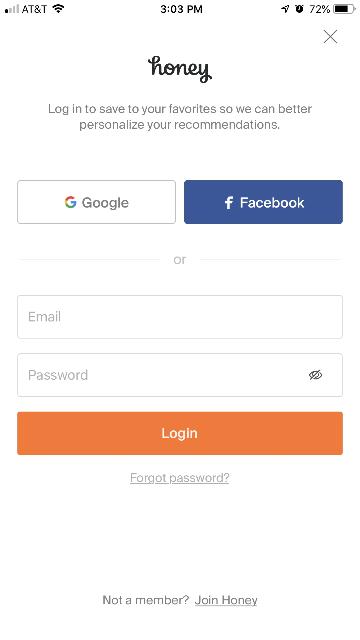 AT&T 3:03 PM 72%
honey
Log in to save to your favorites so we can better
personalize your recommendations.
Google Facebook
or
Email
Password
Login
Forgot password?
Not a member? Join Honey